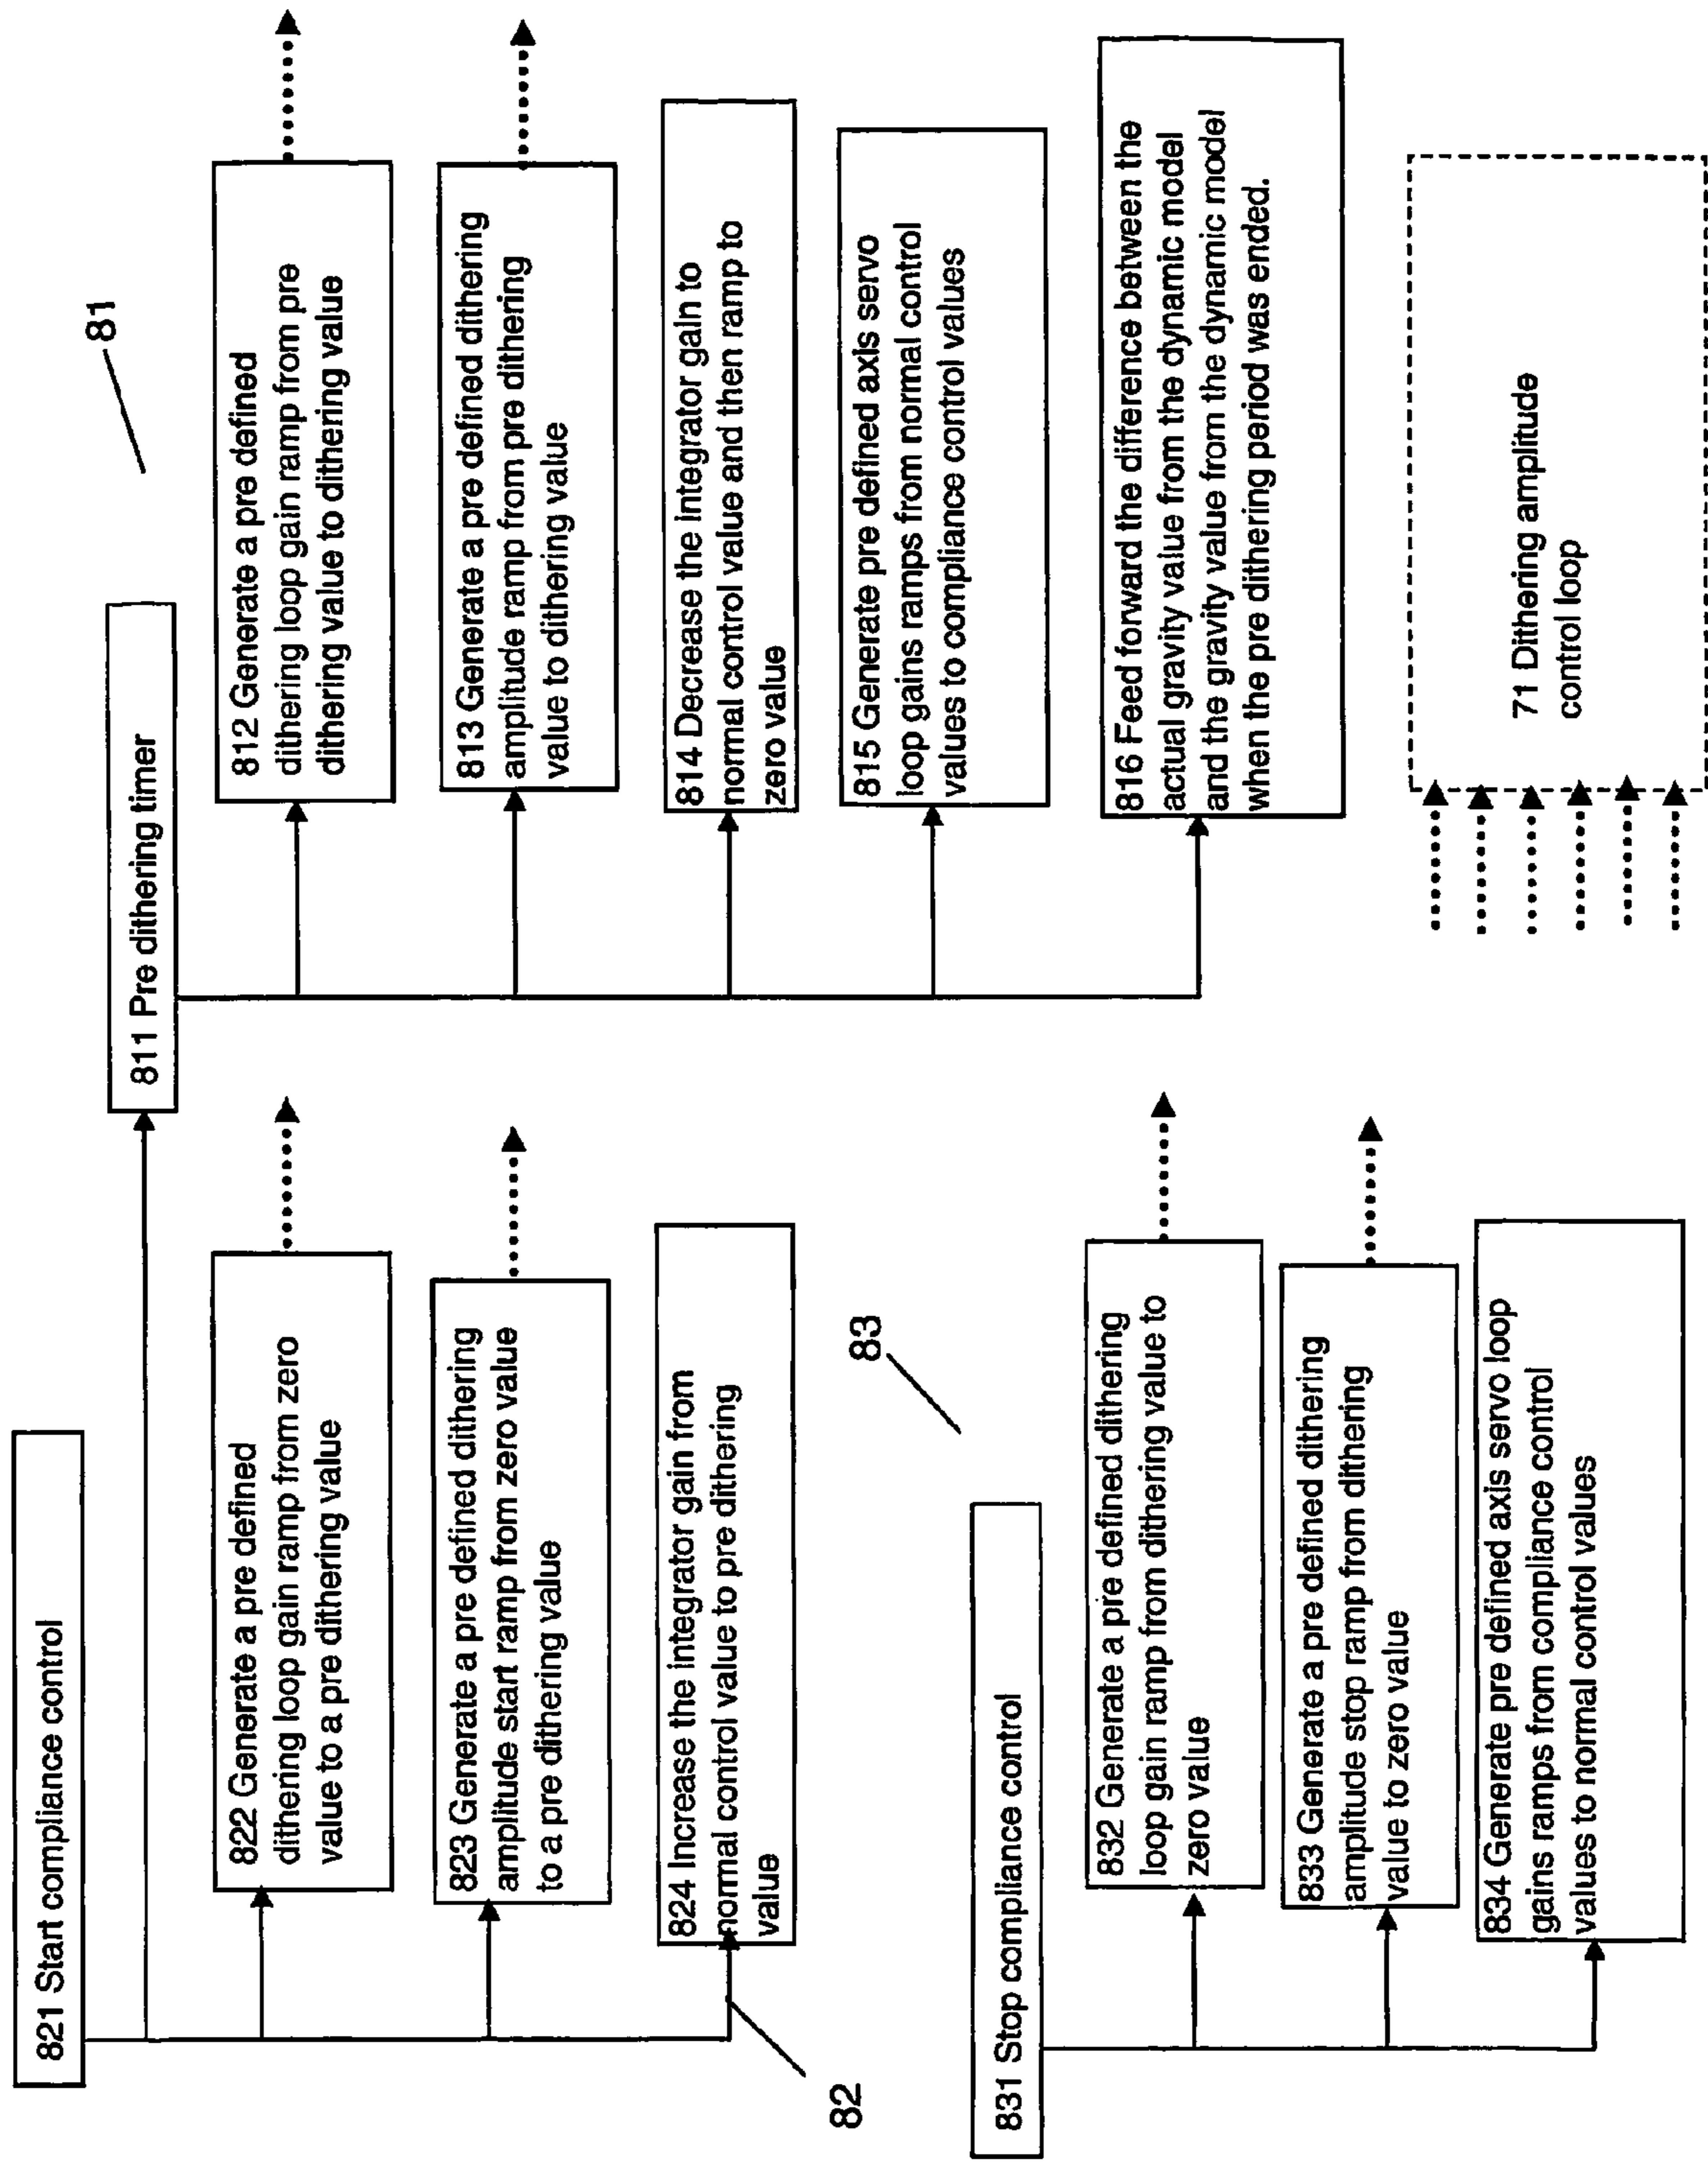 821 Start compliance control
822 Generate a pre defined
dithering loop gain ramp from zero
value to a pre dithering value
823 Generate a pre defined dithering
amplitude start ramp from zero value
to a pre dithering value
824 Increase the integrator gain from
normal control value to pre dithering
value
82
811 Pre dithering timer
81
812 Generate a pre defined
dithering loop gain ramp from pre
dithering value to dithering value
813 Generate a pre defined dithering
amplitude ramp from pre dithering
value to dithering value
814 Decrease the integrator gain to
normal control value and then ramp to
zero value
815 Generate pre defined axis servo
loop gains ramps from normal control
values to compliance control values
816 Feed forward the difference between the
actual gravity value from the dynamic model
and the gravity value from the dynamic model
when the pre dithering period was ended.
83
831 Stop compliance control
832 Generate a pre defined dithering
loop gain ramp from dithering value to
zero value
833 Generate a pre defined dithering
amplitude stop ramp from dithering
value to zero value
834 Generate pre defined axis servo loop
gains ramps from compliance control
values to normal control values
71 Dithering amplitude
control loop